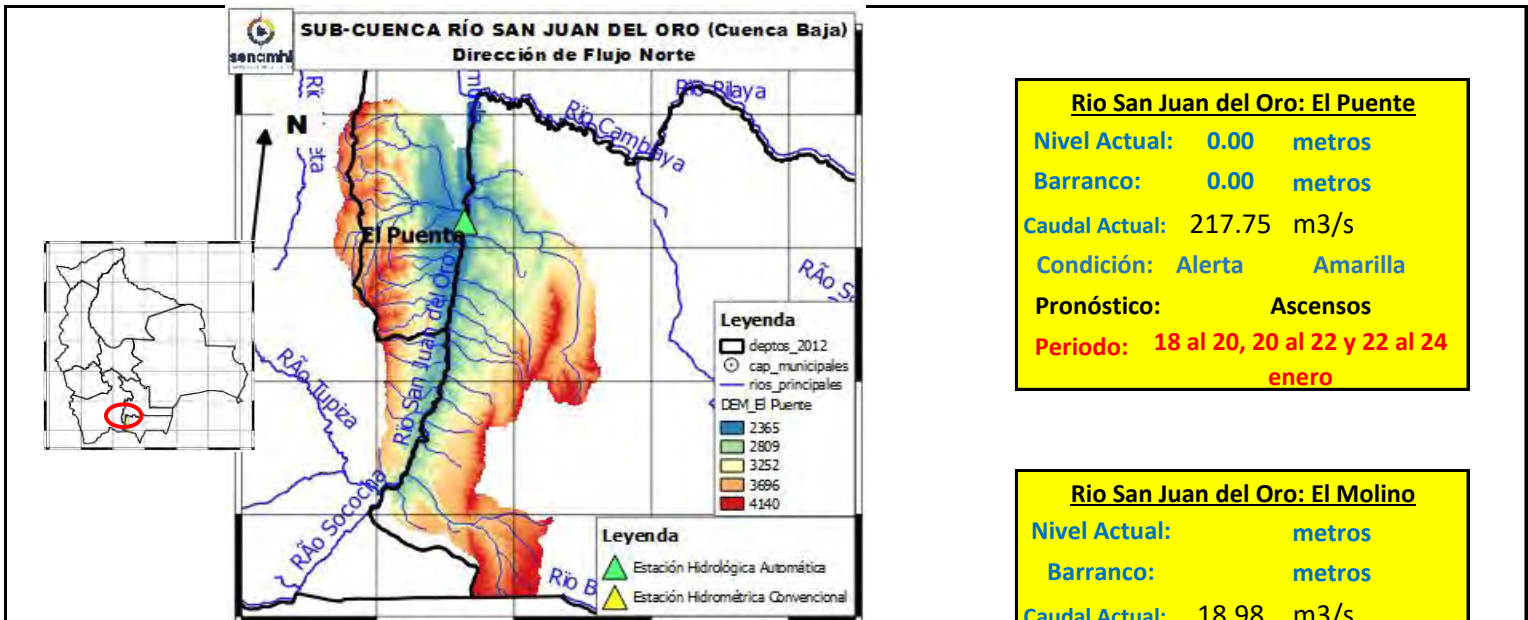 senamhi
SUB-CUENCA RÍO SAN JUAN DEL ORO (Cuenca Baja)
Dirección de Flujo Norte
Río Pilaya
Río Camblaya
N
El Puente
Río San Juan del Oro
RÃo Tupiza
RÃo Sococha
RÃo S
Río B
Leyenda
deptos_2012
cap_municipales
rios_principales
DEM_El Puente
2365
2809
3252
3696
4140
Leyenda
Estación Hidrológica Automática
Estación Hidrométrica Convencional
Rio San Juan del Oro: El Puente
Nivel Actual: 0.00 metros
Barranco: 0.00 metros
Caudal Actual: 217.75 m3/s
Condición: Alerta Amarilla
Pronóstico: Ascensos
Periodo: 18 al 20, 20 al 22 y 22 al 24
enero
Rio San Juan del Oro: El Molino
Nivel Actual: metros
Barranco: metros
Caudal Actual: 18.98 m3/s